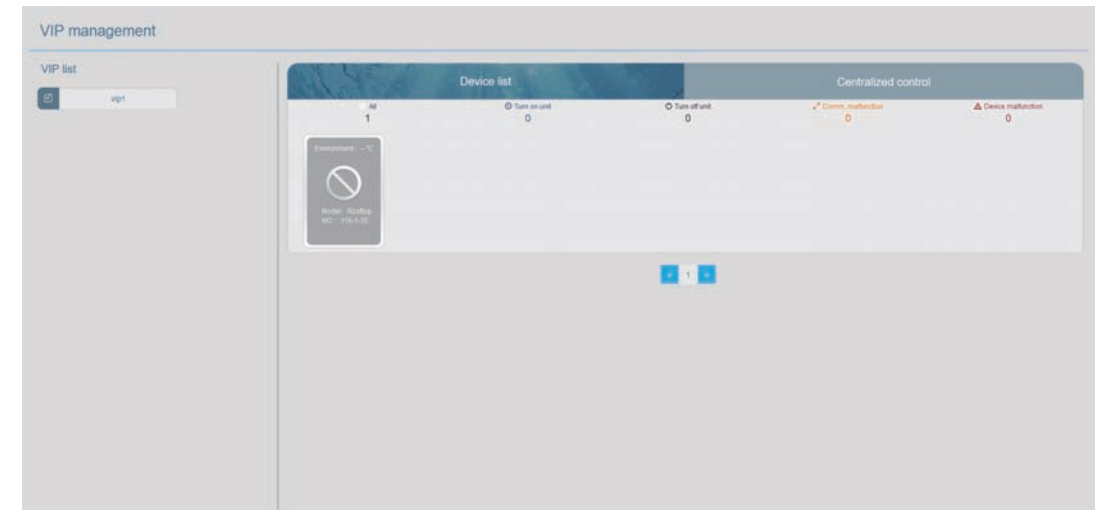 VIP management
VIP list
vip1
Device list
Centralized control
All
1
Turn on unit
0
Turn off unit
0
Comm. malfunction
0
Device malfunction
0
Environment: - °C
Model: Rooftop
NO.:
1